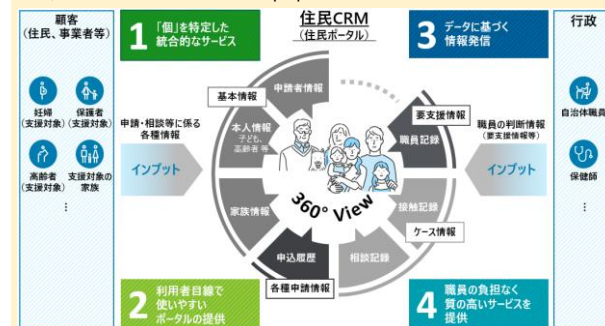 顧客
(住民、事業者等)
妊婦
(支援対象)
保護者
(支援対象)
高齢者
(支援対象)
支援対象の
家族
⋮
1
「個」を特定した
統合的なサービス
住民CRM
(住民ポータル)
3
データに基づく
情報発信
行政
自治体職員
保健師
⋮
申請・相談等に係る
各種情報
インプット
基本情報
申請者情報
本人情報
子ども、
高齢者 等
家族情報
申込履歴
各種申請情報
相談記録
接触記録
ケース情報
職員記録
要支援情報
360° View
職員の判断情報
(要支援情報等)
インプット
2
利用者目線で
使いやすい
ポータルの提供
4
職員の負担なく
質の高いサービスを
提供